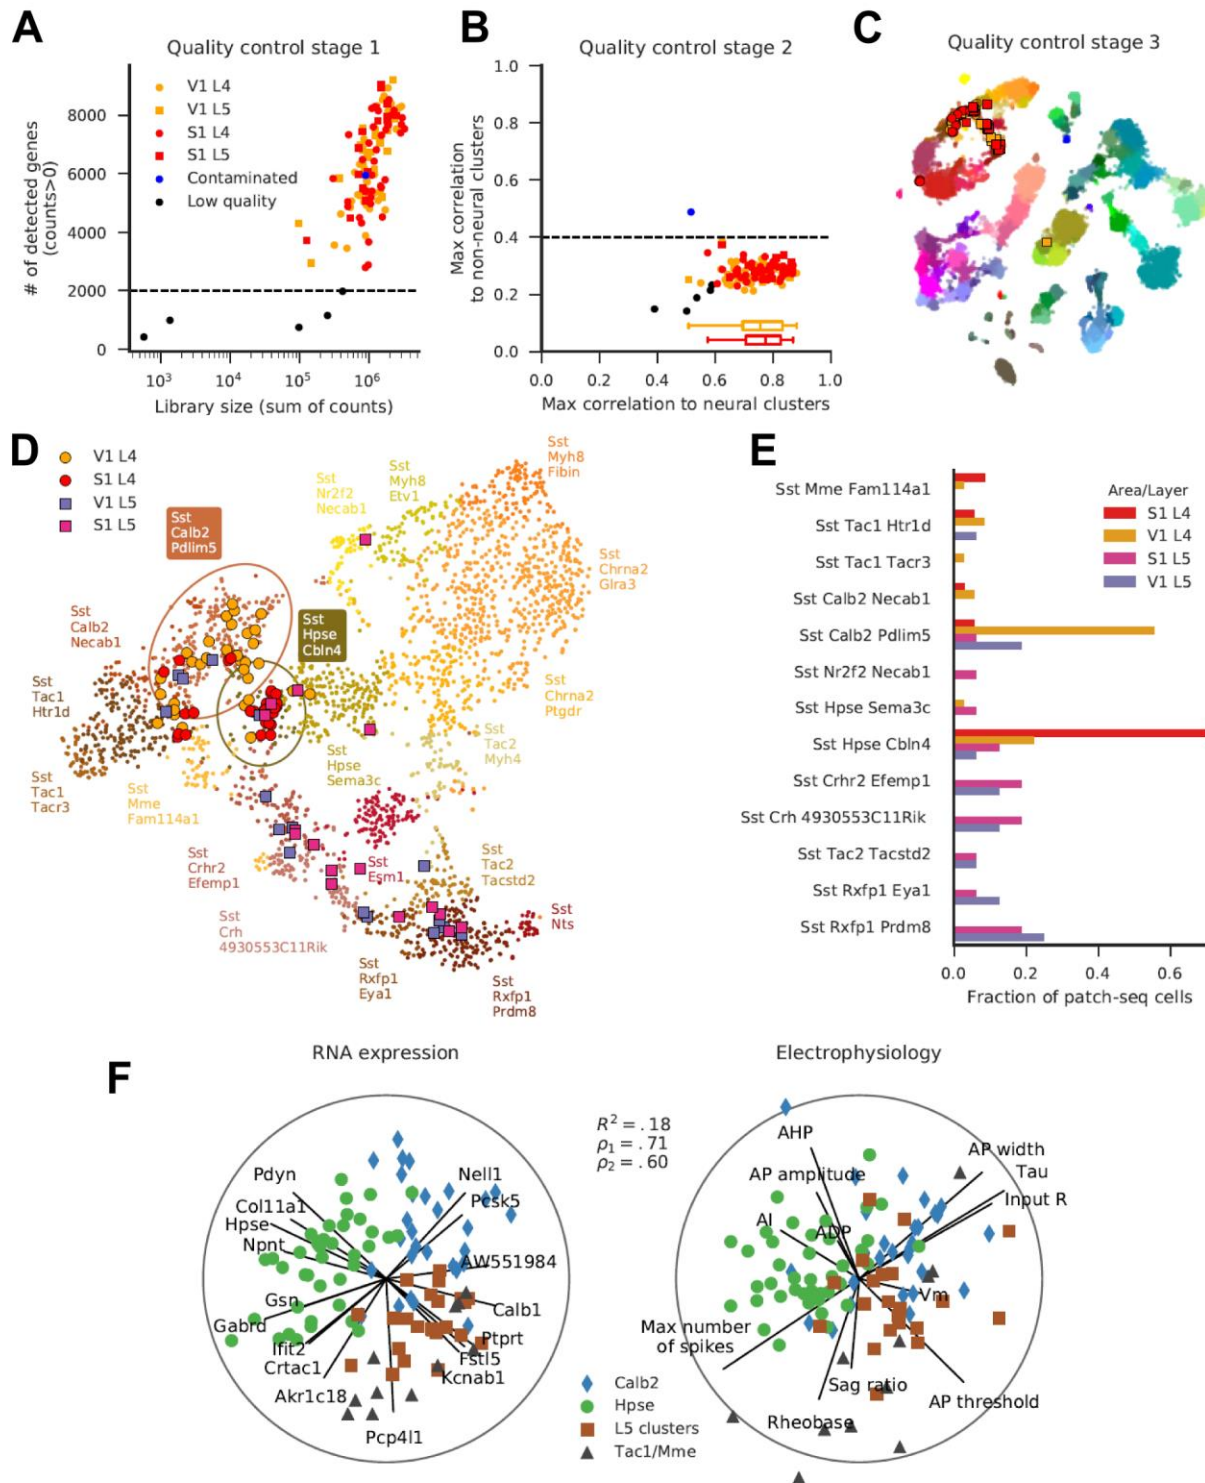 A
Quality control stage 1
V1 L4
V1 L5
S1 L4
S1 L5
Contaminated
Low quality
# of detected genes
(counts>0)
8000
6000
4000
2000
0
10³
10⁴
10⁵
10⁶
Library size (sum of counts)
B
Quality control stage 2
Max correlation
to non-neural clusters
1.0
0.8
0.6
0.4
0.2
0.0
0.0
0.2
0.4
0.6
0.8
1.0
Max correlation to neural clusters
C
Quality control stage 3
D
V1 L4
S1 L4
V1 L5
S1 L5
Sst
Calb2
Pdlim5
Sst
Nr2f2
Necab1
Sst
Myh8
Etv1
Sst
Myh8
Fibin
Sst
Chrna2
Glra3
Sst
Calb2
Necab1
Sst
Hpse
Cbln4
Sst
Tac1
Htr1d
Sst
Chrna2
Ptgdr
Sst
Tac2
Myh4
Sst
Hpse
Sema3c
Sst
Tac1
Tacr3
Sst
Mme
Fam114a1
Sst
Crhr2
Efemp1
Sst
Esm1
Sst
Tac2
Tacstd2
Sst
Crh
4930553C11Rik
Sst
Nts
Sst
Rxfp1
Eya1
Sst
Rxfp1
Prdm8
E
Sst Mme Fam114a1
Sst Tac1 Htr1d
Sst Tac1 Tacr3
Sst Calb2 Necab1
Sst Calb2 Pdlim5
Sst Nr2f2 Necab1
Sst Hpse Sema3c
Sst Hpse Cbln4
Sst Crhr2 Efemp1
Sst Crh 4930553C11Rik
Sst Tac2 Tacstd2
Sst Rxfp1 Eya1
Sst Rxfp1 Prdm8
Area/Layer
S1 L4
V1 L4
S1 L5
V1 L5
0.0
0.2
0.4
0.6
Fraction of patch-seq cells
F
RNA expression
Pdyn
Col11a1
Hpse
Npnt
Gsn
Gabrd
Ifit2
Crtac1
Akr1c18
Pcp4l1
Nell1
Pcsk5
AW551984
Calb1
Ptprt
Fstl5
Kcnab1
R² = .18
ρ₁ = .71
ρ₂ = .60
Electrophysiology
AHP
AP amplitude
AI
ADP
AP width
Tau
Input R
Vm
Max number
of spikes
Sag ratio
Rheobase
AP threshold
Calb2
Hpse
L5 clusters
Tac1/Mme